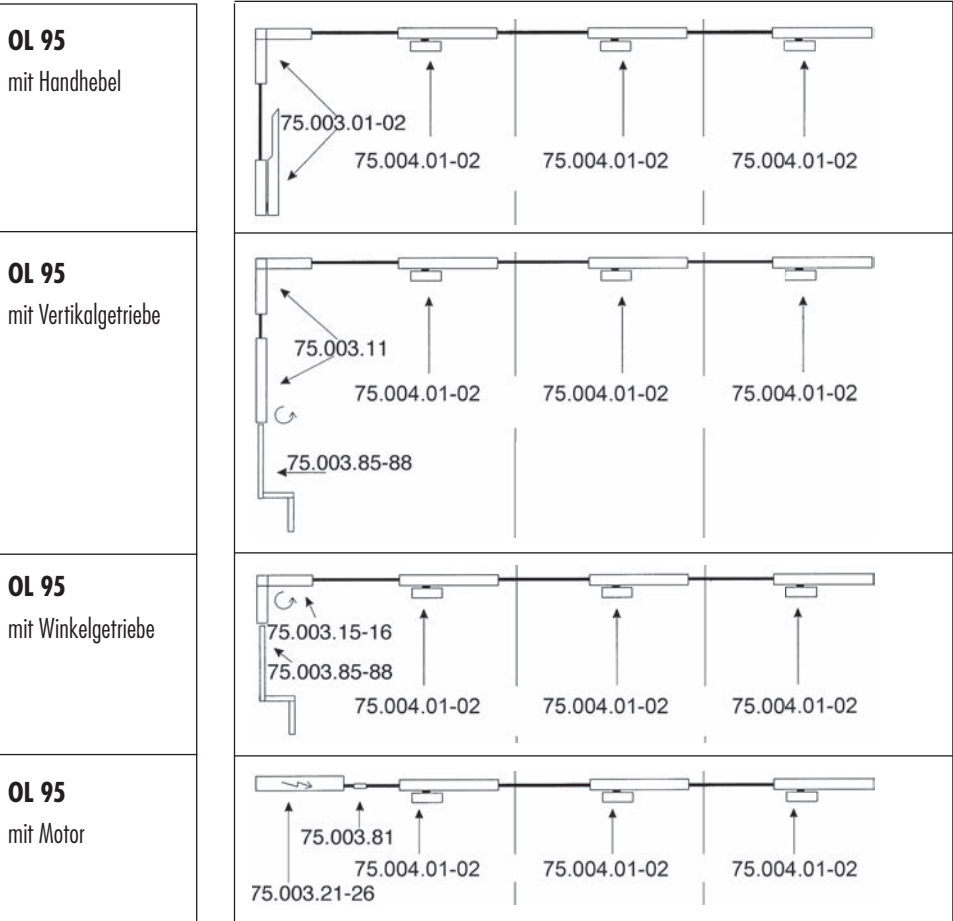 OL 95
mit Handhebel
75.003.01-02
75.004.01-02 75.004.01-02 75.004.01-02
OL 95
mit Vertikalgetriebe
75.003.11
75.004.01-02 75.004.01-02 75.004.01-02
75.003.85-88
OL 95
mit Winkelgetriebe
75.003.15-16
75.003.85-88
75.004.01-02 75.004.01-02 75.004.01-02
OL 95
mit Motor
75.003.81
75.004.01-02 75.004.01-02 75.004.01-02
75.003.21-26